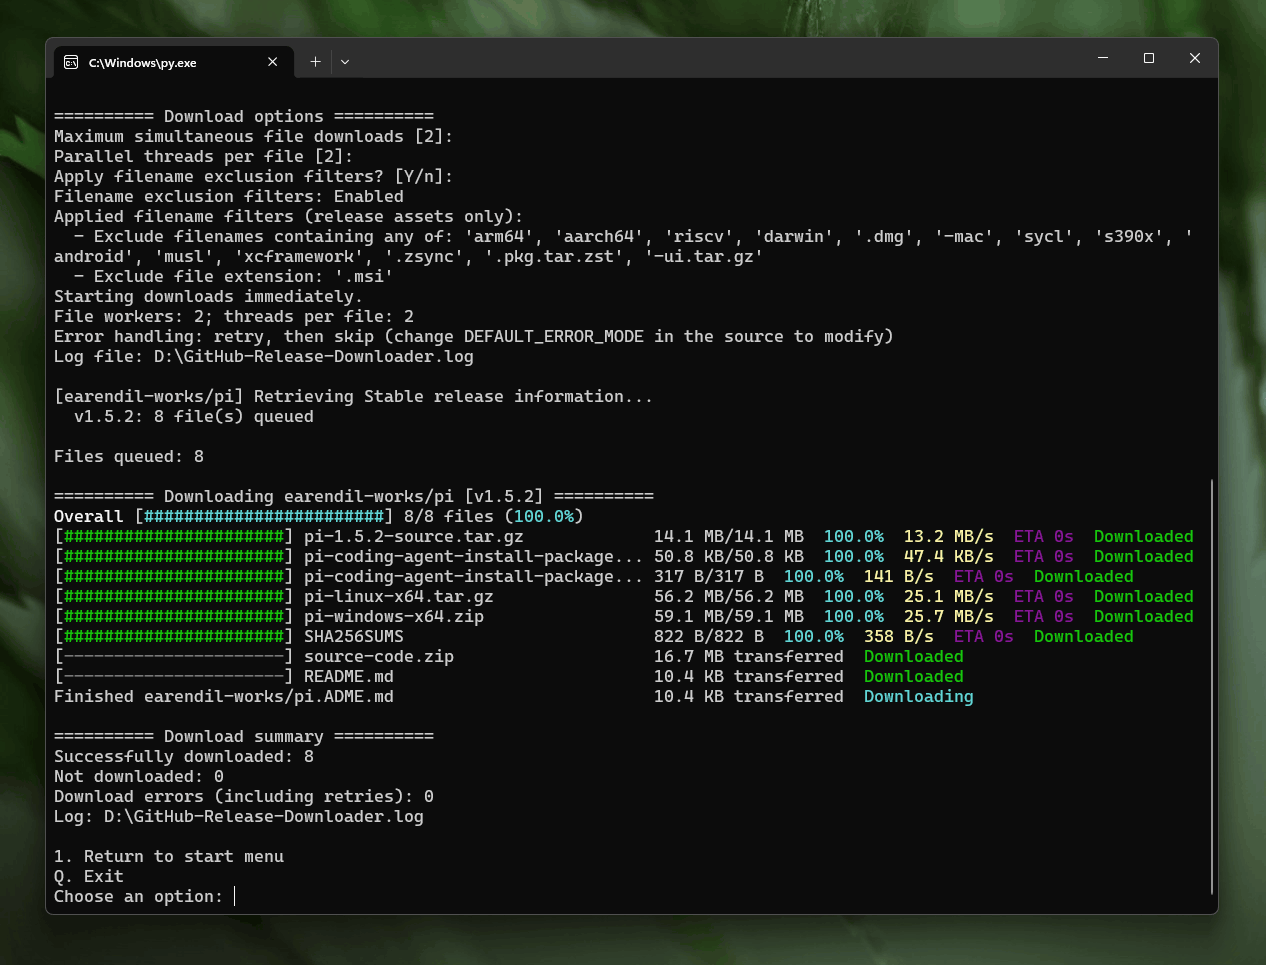 C:\Windows\py.exe
========== Download options ==========
Maximum simultaneous file downloads [2]:
Parallel threads per file [2]:
Apply filename exclusion filters? [Y/n]:
Filename exclusion filters: Enabled
Applied filename filters (release assets only):
  - Exclude filenames containing any of: 'arm64', 'aarch64', 'riscv', 'darwin', '.dmg', '-mac', 'sycl', 's390x', '
android', 'musl', 'xcframework', '.zsync', '.pkg.tar.zst', '-ui.tar.gz'
  - Exclude file extension: '.msi'
Starting downloads immediately.
File workers: 2; threads per file: 2
Error handling: retry, then skip (change DEFAULT_ERROR_MODE in the source to modify)
Log file: D:\GitHub-Release-Downloader.log
[earendil-works/pi] Retrieving Stable release information...
  v1.5.2: 8 file(s) queued
Files queued: 8
========== Downloading earendil-works/pi [v1.5.2] ==========
Overall [########################] 8/8 files (100.0%)
[######################] pi-1.5.2-source.tar.gz             14.1 MB/14.1 MB  100.0%  13.2 MB/s  ETA 0s  Downloaded
[######################] pi-coding-agent-install-package... 50.8 KB/50.8 KB  100.0%  47.4 KB/s  ETA 0s  Downloaded
[######################] pi-coding-agent-install-package... 317 B/317 B  100.0%  141 B/s  ETA 0s  Downloaded
[######################] pi-linux-x64.tar.gz                56.2 MB/56.2 MB  100.0%  25.1 MB/s  ETA 0s  Downloaded
[######################] pi-windows-x64.zip                 59.1 MB/59.1 MB  100.0%  25.7 MB/s  ETA 0s  Downloaded
[######################] SHA256SUMS                         822 B/822 B  100.0%  358 B/s  ETA 0s  Downloaded
[----------------------] source-code.zip                    16.7 MB transferred  Downloaded
[----------------------] README.md                          10.4 KB transferred  Downloaded
Finished earendil-works/pi.ADME.md                          10.4 KB transferred  Downloading
========== Download summary ==========
Successfully downloaded: 8
Not downloaded: 0
Download errors (including retries): 0
Log: D:\GitHub-Release-Downloader.log
1. Return to start menu
Q. Exit
Choose an option: